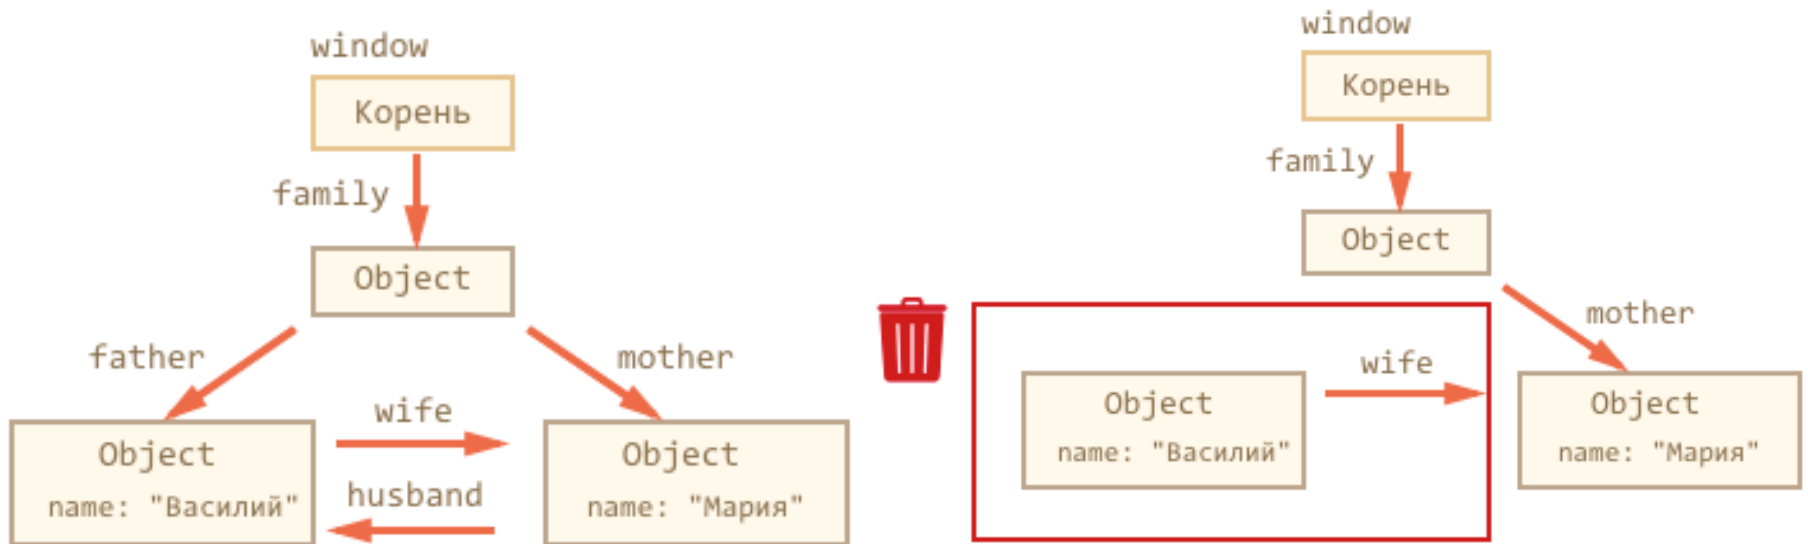 window
Корень
family
Object
father
mother
wife
Object
name: "Василий"
husband
Object
name: "Мария"
window
Корень
family
Object
mother
wife
Object
name: "Василий"
Object
name: "Мария"